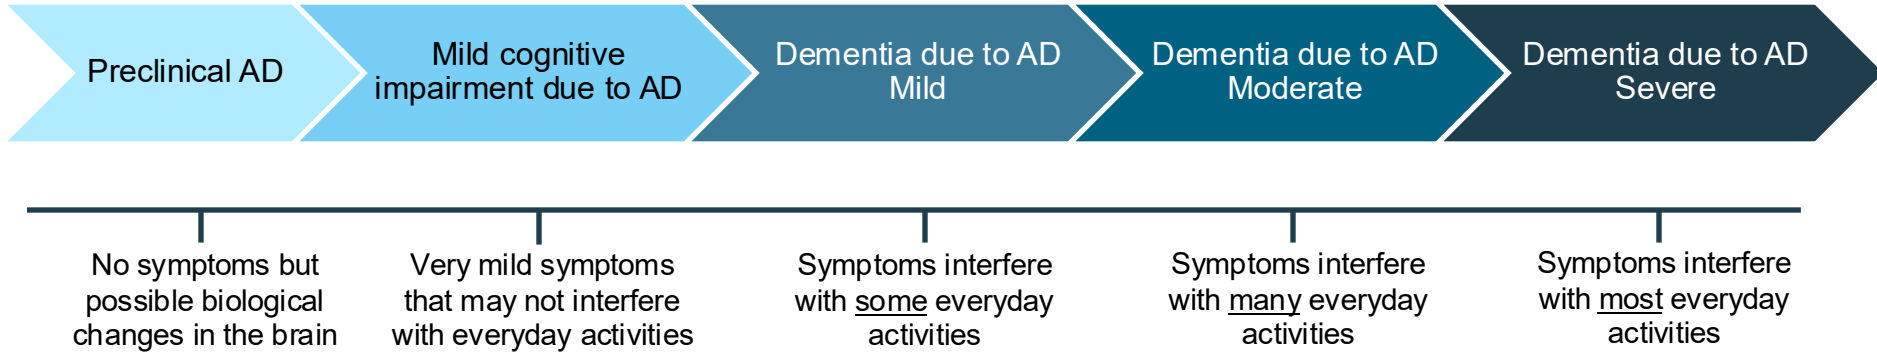 Preclinical AD
Mild cognitive
impairment due to AD
Dementia due to AD
Mild
Dementia due to AD
Moderate
Dementia due to AD
Severe
No symptoms but
possible biological
changes in the brain
Very mild symptoms
that may not interfere
with everyday activities
Symptoms interfere
with some everyday
activities
Symptoms interfere
with many everyday
activities
Symptoms interfere
with most everyday
activities